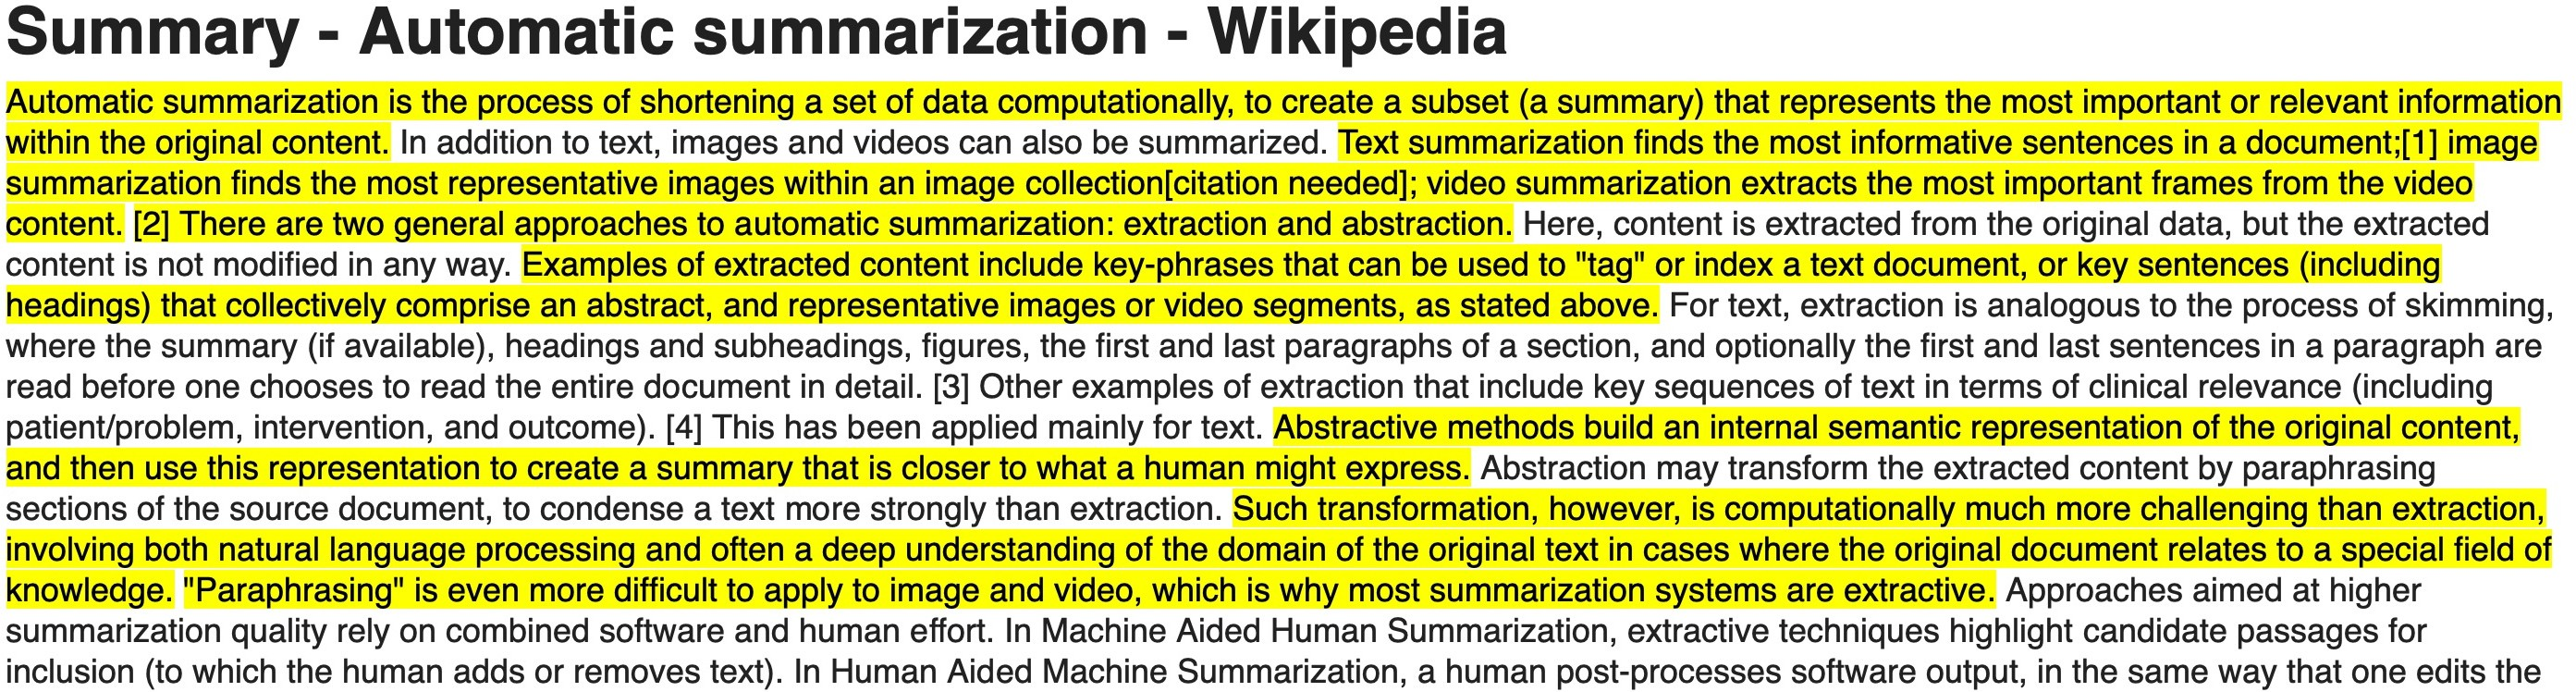 Summary - Automatic summarization - Wikipedia
Automatic summarization is the process of shortening a set of data computationally, to create a subset (a summary) that represents the most important or relevant information
within the original content. In addition to text, images and videos can also be summarized. Text summarization finds the most informative sentences in a document;[1] image
summarization finds the most representative images within an image collection[citation needed]; video summarization extracts the most important frames from the video
content. [2] There are two general approaches to automatic summarization: extraction and abstraction. Here, content is extracted from the original data, but the extracted
content is not modified in any way. Examples of extracted content include key-phrases that can be used to "tag" or index a text document, or key sentences (including
headings) that collectively comprise an abstract, and representative images or video segments, as stated above. For text, extraction is analogous to the process of skimming,
where the summary (if available), headings and subheadings, figures, the first and last paragraphs of a section, and optionally the first and last sentences in a paragraph are
read before one chooses to read the entire document in detail. [3] Other examples of extraction that include key sequences of text in terms of clinical relevance (including
patient/problem, intervention, and outcome). [4] This has been applied mainly for text. Abstractive methods build an internal semantic representation of the original content,
and then use this representation to create a summary that is closer to what a human might express. Abstraction may transform the extracted content by paraphrasing
sections of the source document, to condense a text more strongly than extraction. Such transformation, however, is computationally much more challenging than extraction,
involving both natural language processing and often a deep understanding of the domain of the original text in cases where the original document relates to a special field of
knowledge. "Paraphrasing" is even more difficult to apply to image and video, which is why most summarization systems are extractive. Approaches aimed at higher
summarization quality rely on combined software and human effort. In Machine Aided Human Summarization, extractive techniques highlight candidate passages for
inclusion (to which the human adds or removes text). In Human Aided Machine Summarization, a human post-processes software output, in the same way that one edits the